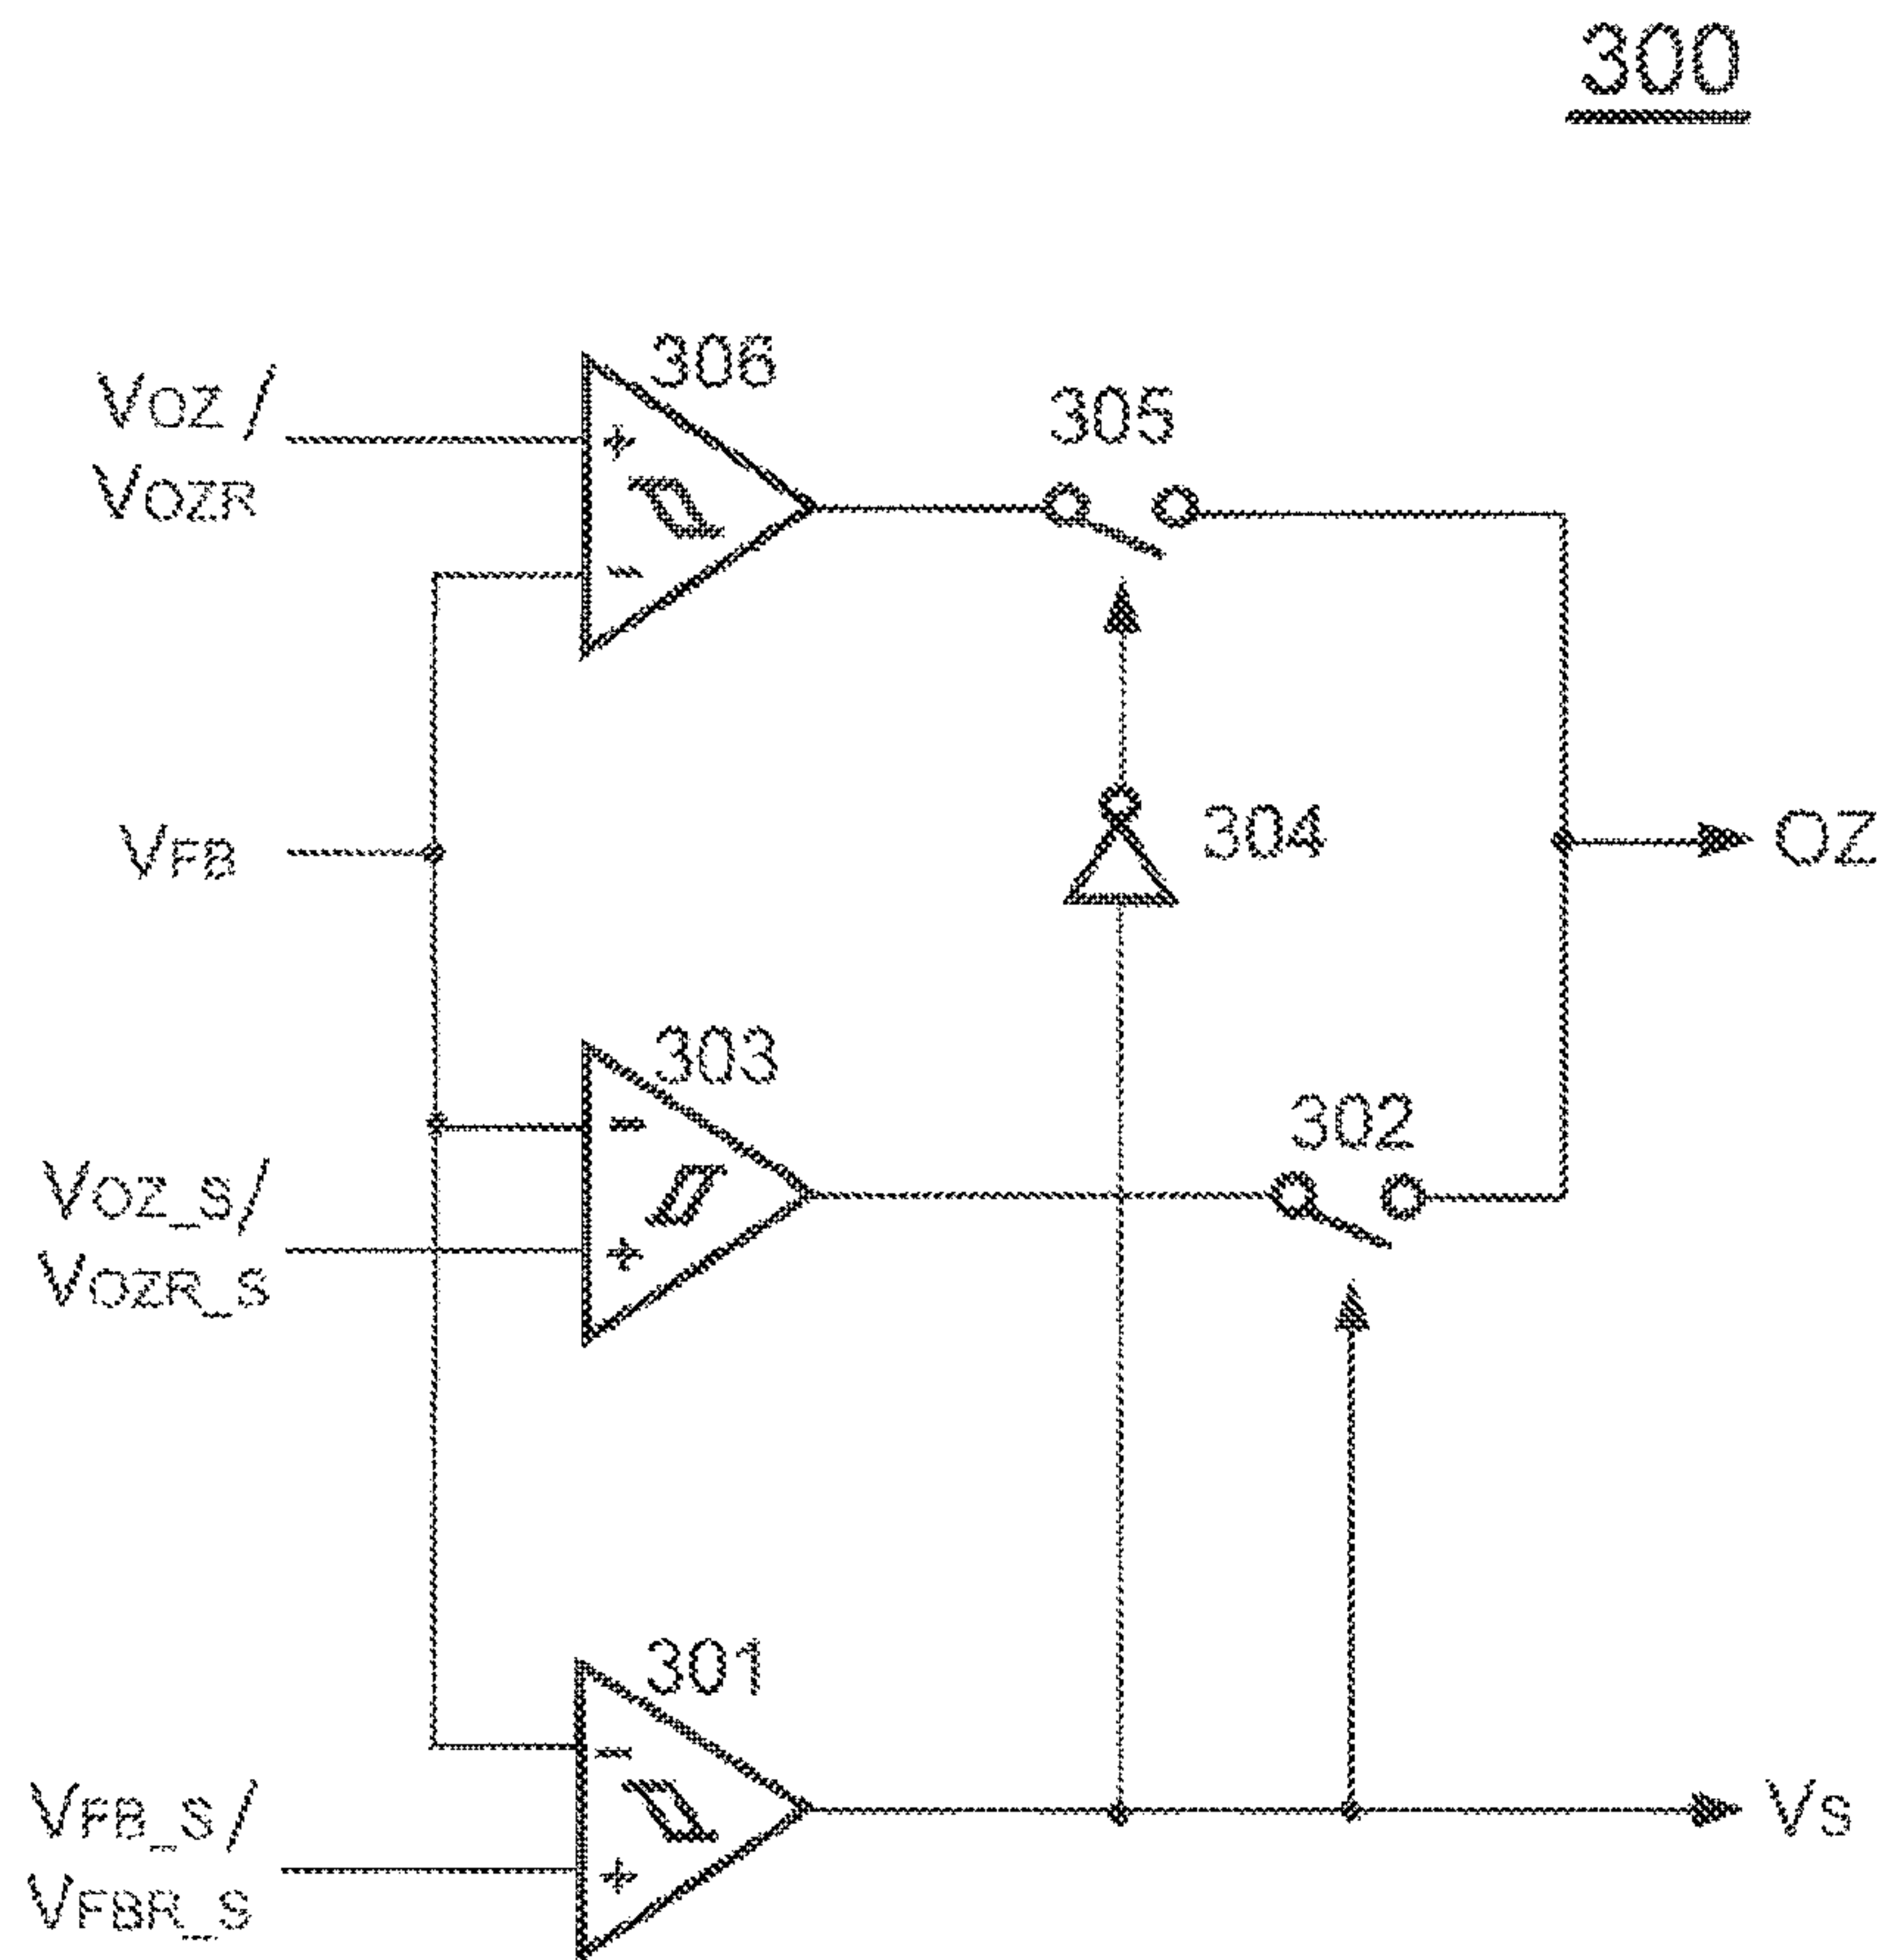 300
306
305
VOZ /
VOZR
+
-
VFB
304
OZ
303
302
-
VOZ_S/
VOZR_S
+
301
-
VFB_S/
VFBR_S
+
VS